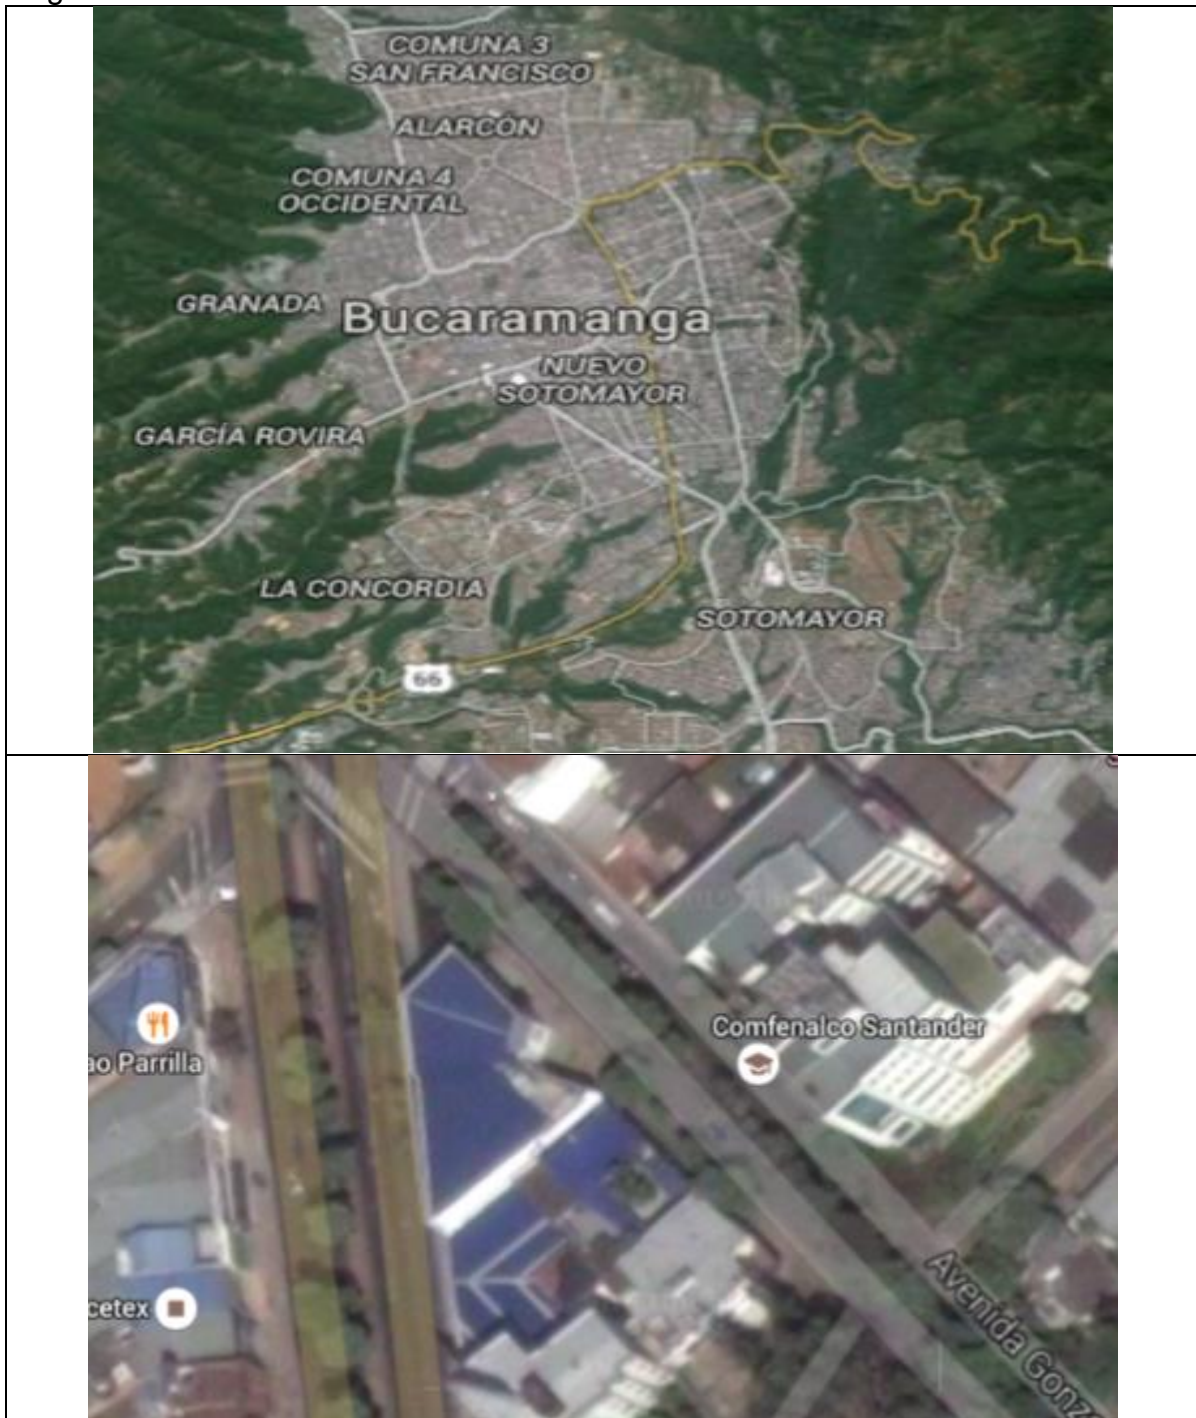 COMUNA 3
SAN FRANCISCO
ALARCÓN
COMUNA 4
OCCIDENTAL
GRANADA
Bucaramanga
NUEVO
SOTOMAYOR
GARCÍA ROVIRA
LA CONCORDIA
SOTOMAYOR
66
Comfenalco Santander
ao Parrilla
cetex
Avenida Gonz